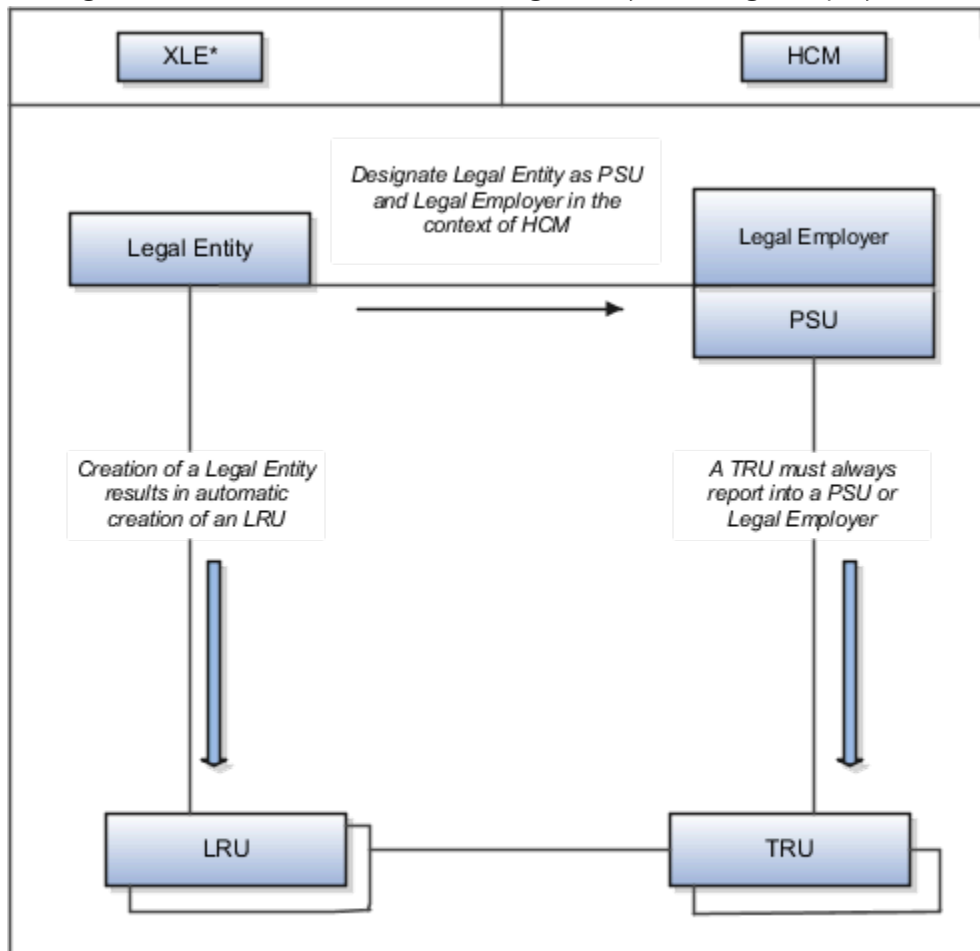 XLE*
HCM
Designate Legal Entity as PSU
and Legal Employer in the
context of HCM
Legal Entity
Legal Employer
PSU
Creation of a Legal Entity
results in automatic
creation of an LRU
A TRU must always
report into a PSU or
Legal Employer
LRU
TRU